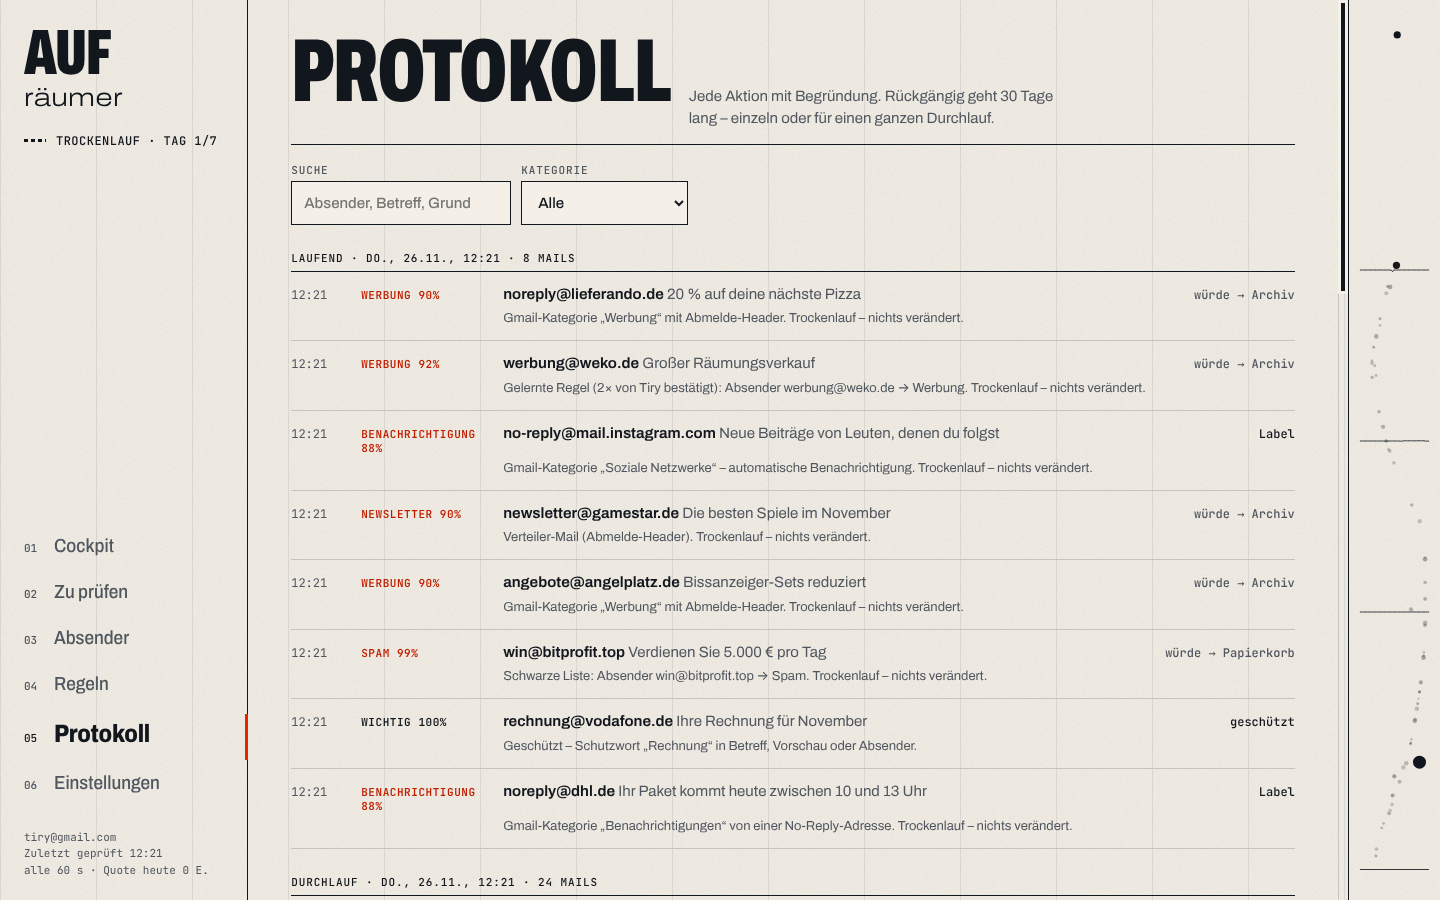 AUF
räumer
TROCKENLAUF · TAG 1/7
01 Cockpit
02 Zu prüfen
03 Absender
04 Regeln
05 Protokoll
06 Einstellungen
tiry@gmail.com
Zuletzt geprüft 12:21
alle 60 s · Quote heute 0 E.
PROTOKOLL
Jede Aktion mit Begründung. Rückgängig geht 30 Tage
lang – einzeln oder für einen ganzen Durchlauf.
SUCHE
KATEGORIE
Absender, Betreff, Grund
Alle
LAUFEND · DO., 26.11., 12:21 · 8 MAILS
12:21 WERBUNG 90% noreply@lieferando.de 20 % auf deine nächste Pizza würde → Archiv
Gmail-Kategorie „Werbung“ mit Abmelde-Header. Trockenlauf – nichts verändert.
12:21 WERBUNG 92% werbung@weko.de Großer Räumungsverkauf würde → Archiv
Gelernte Regel (2× von Tiry bestätigt): Absender werbung@weko.de → Werbung. Trockenlauf – nichts verändert.
12:21 BENACHRICHTIGUNG no-reply@mail.instagram.com Neue Beiträge von Leuten, denen du folgst Label
88%
Gmail-Kategorie „Soziale Netzwerke“ – automatische Benachrichtigung. Trockenlauf – nichts verändert.
12:21 NEWSLETTER 90% newsletter@gamestar.de Die besten Spiele im November würde → Archiv
Verteiler-Mail (Abmelde-Header). Trockenlauf – nichts verändert.
12:21 WERBUNG 90% angebote@angelplatz.de Bissanzeiger-Sets reduziert würde → Archiv
Gmail-Kategorie „Werbung“ mit Abmelde-Header. Trockenlauf – nichts verändert.
12:21 SPAM 99% win@bitprofit.top Verdienen Sie 5.000 € pro Tag würde → Papierkorb
Schwarze Liste: Absender win@bitprofit.top → Spam. Trockenlauf – nichts verändert.
12:21 WICHTIG 100% rechnung@vodafone.de Ihre Rechnung für November geschützt
Geschützt – Schutzwort „Rechnung“ in Betreff, Vorschau oder Absender.
12:21 BENACHRICHTIGUNG noreply@dhl.de Ihr Paket kommt heute zwischen 10 und 13 Uhr Label
88%
Gmail-Kategorie „Benachrichtigungen“ von einer No-Reply-Adresse. Trockenlauf – nichts verändert.
DURCHLAUF · DO., 26.11., 12:21 · 24 MAILS